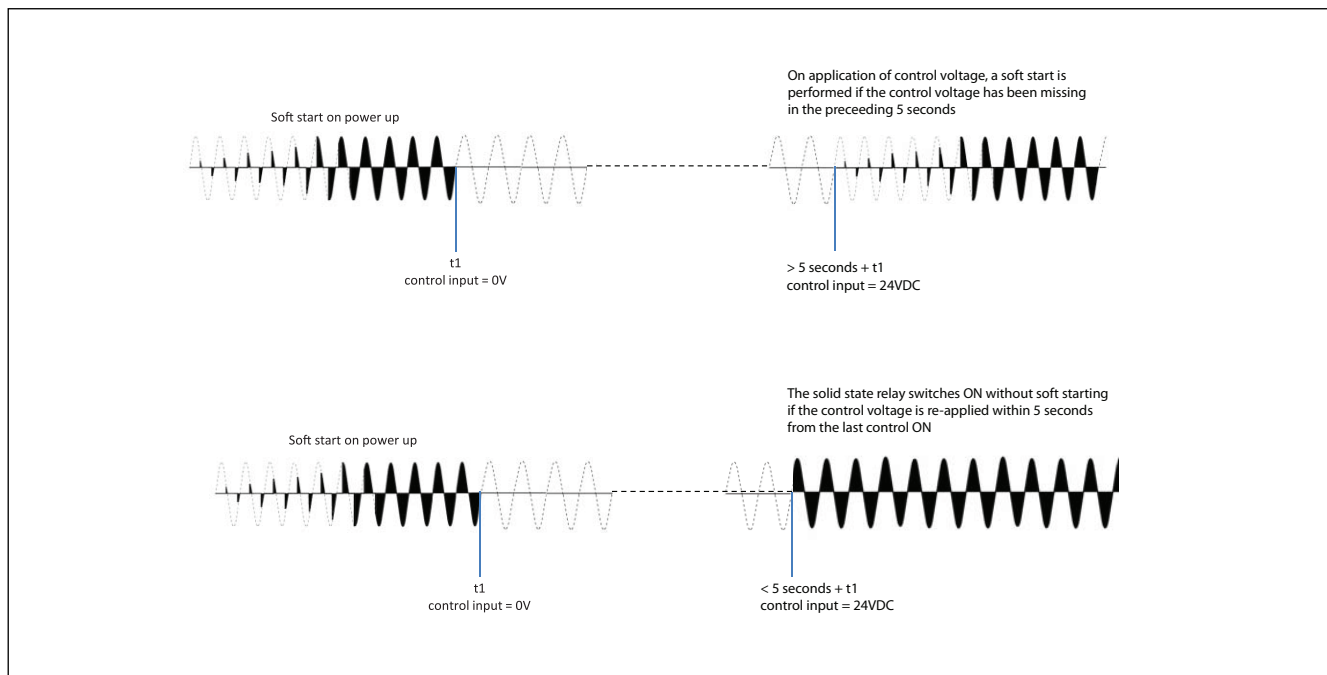 On application of control voltage, a soft start is
performed if the control voltage has been missing
in the preceeding 5 seconds
Soft start on power up
t1
control input = 0V
> 5 seconds + t1
control input = 24VDC
The solid state relay switches ON without soft starting
if the control voltage is re-applied within 5 seconds
from the last control ON
Soft start on power up
t1
control input = 0V
< 5 seconds + t1
control input = 24VDC